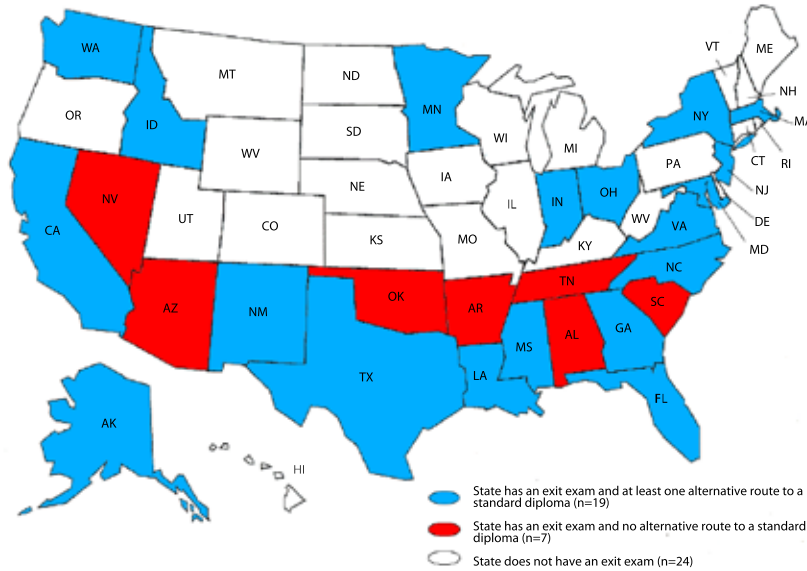 ME
VT
WA
MT
ND
NH
MN
OR
NY
MA
ID
SD
WI
MI
WV
CT
RI
PA
NV
NE
IA
NJ
OH
IN
IL
UT
CO
DE
WV
VA
CA
KS
MO
KY
MD
NC
TN
OK
AZ
NM
AR
SC
GA
AL
MS
TX
LA
FL
AK
HI
State has an exit exam and at least one alternative route to a
standard diploma (n=19)
State has an exit exam and no alternative route to a standard
diploma (n=7)
State does not have an exit exam (n=24)